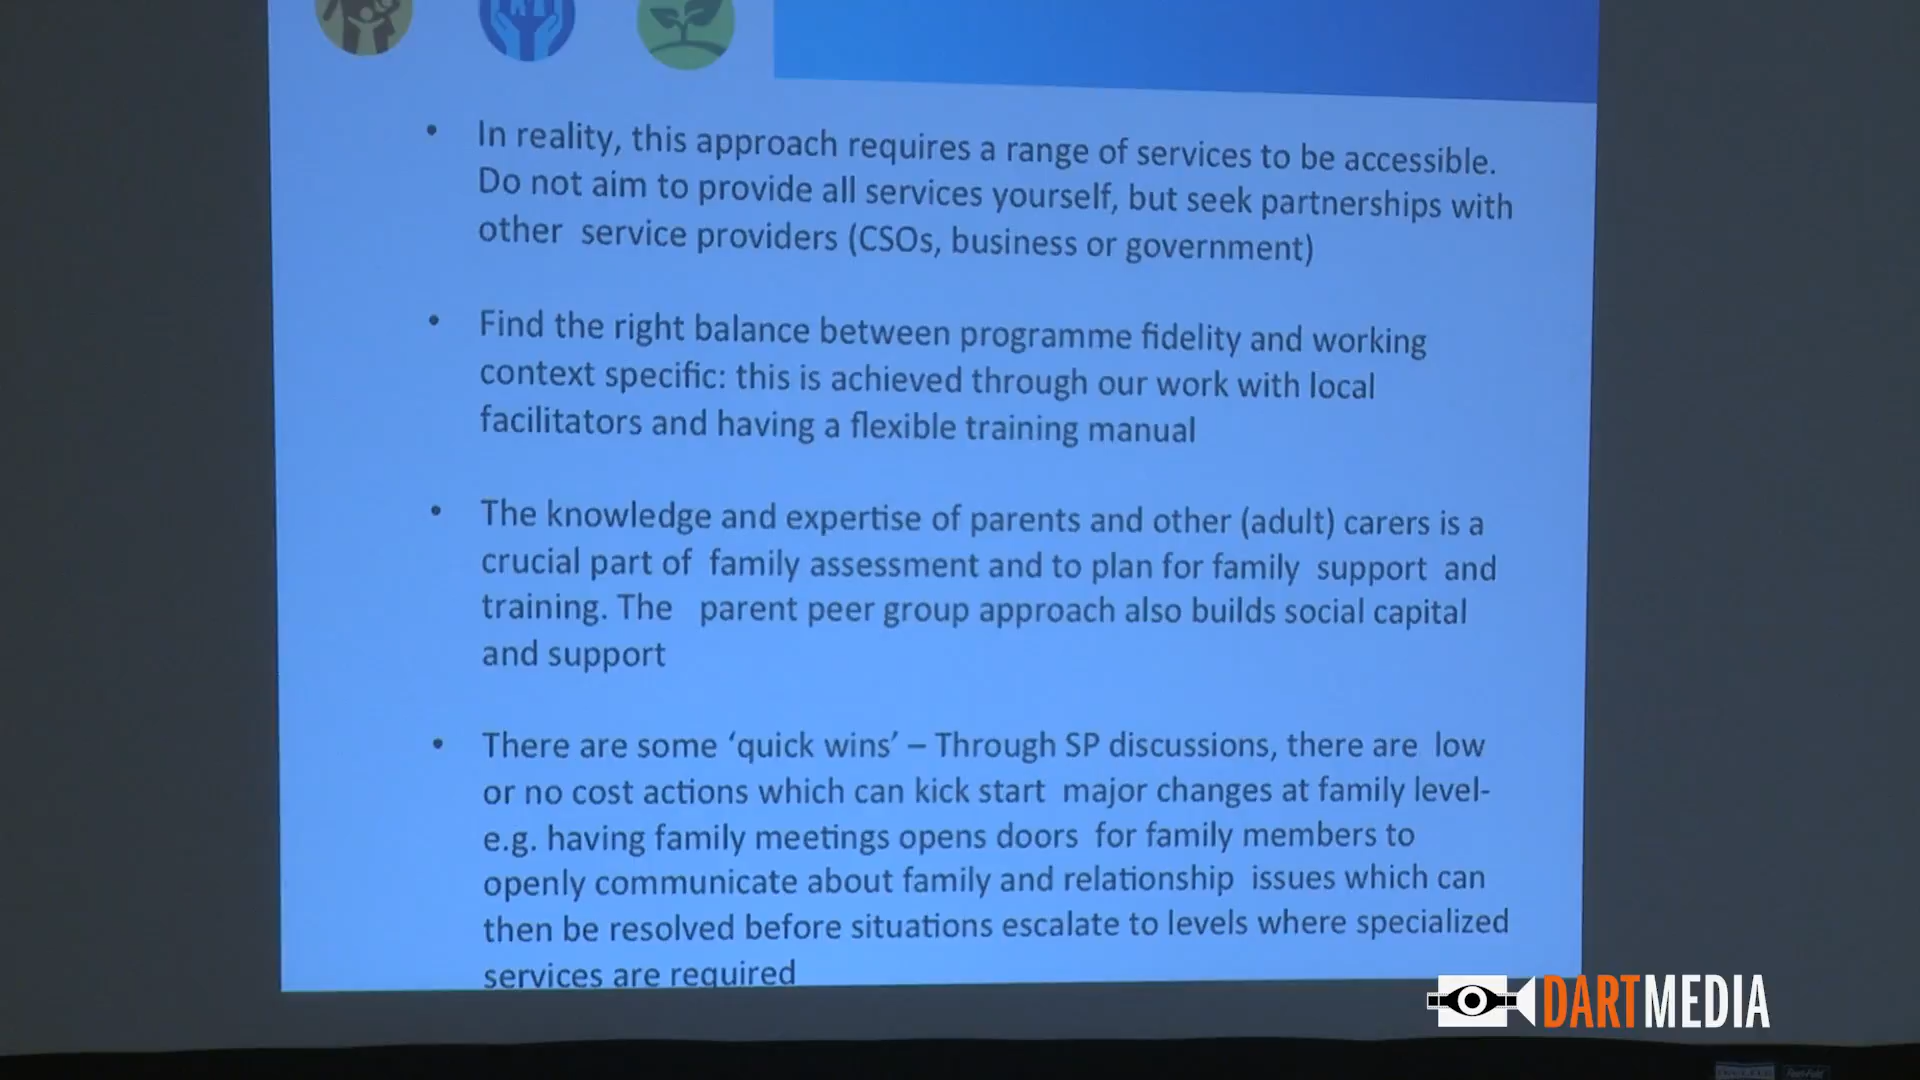 • In reality, this approach requires a range of services to be accessible.
Do not aim to provide all services yourself, but seek partnerships with
other service providers (CSOs, business or government)
• Find the right balance between programme fidelity and working
context specific: this is achieved through our work with local
facilitators and having a flexible training manual
• The knowledge and expertise of parents and other (adult) carers is a
crucial part of family assessment and to plan for family support and
training. The parent peer group approach also builds social capital
and support
• There are some ‘quick wins’ – Through SP discussions, there are low
or no cost actions which can kick start major changes at family level-
e.g. having family meetings opens doors for family members to
openly communicate about family and relationship issues which can
then be resolved before situations escalate to levels where specialized
services are required
DARTMEDIA